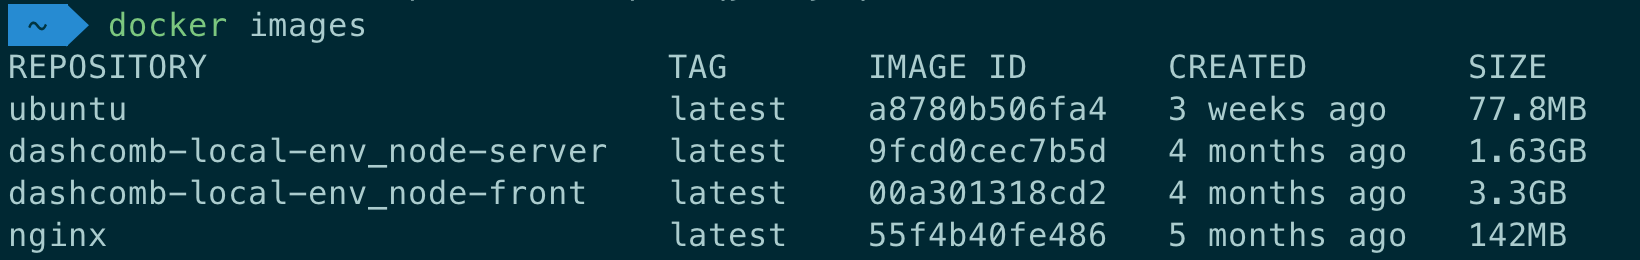 ~ docker images
REPOSITORY TAG IMAGE ID CREATED SIZE
ubuntu latest a8780b506fa4 3 weeks ago 77.8MB
dashcomb-local-env_node-server latest 9fcd0cec7b5d 4 months ago 1.63GB
dashcomb-local-env_node-front latest 00a301318cd2 4 months ago 3.3GB
nginx latest 55f4b40fe486 5 months ago 142MB